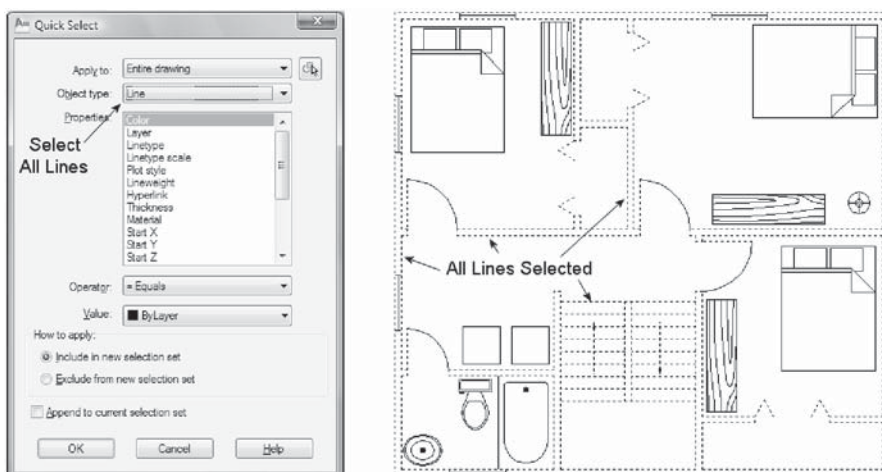 Quick Select
Apply to: Entire drawing
Object type: Line
Properties:
Color
Layer
Linetype
Linetype scale
Plot style
Lineweight
Hyperlink
Thickness
Material
Start X
Start Y
Start Z
Select
All Lines
Operator: = Equals
Value: ByLayer
How to apply:
Include in new selection set
Exclude from new selection set
Append to current selection set
OK Cancel Help
All Lines Selected